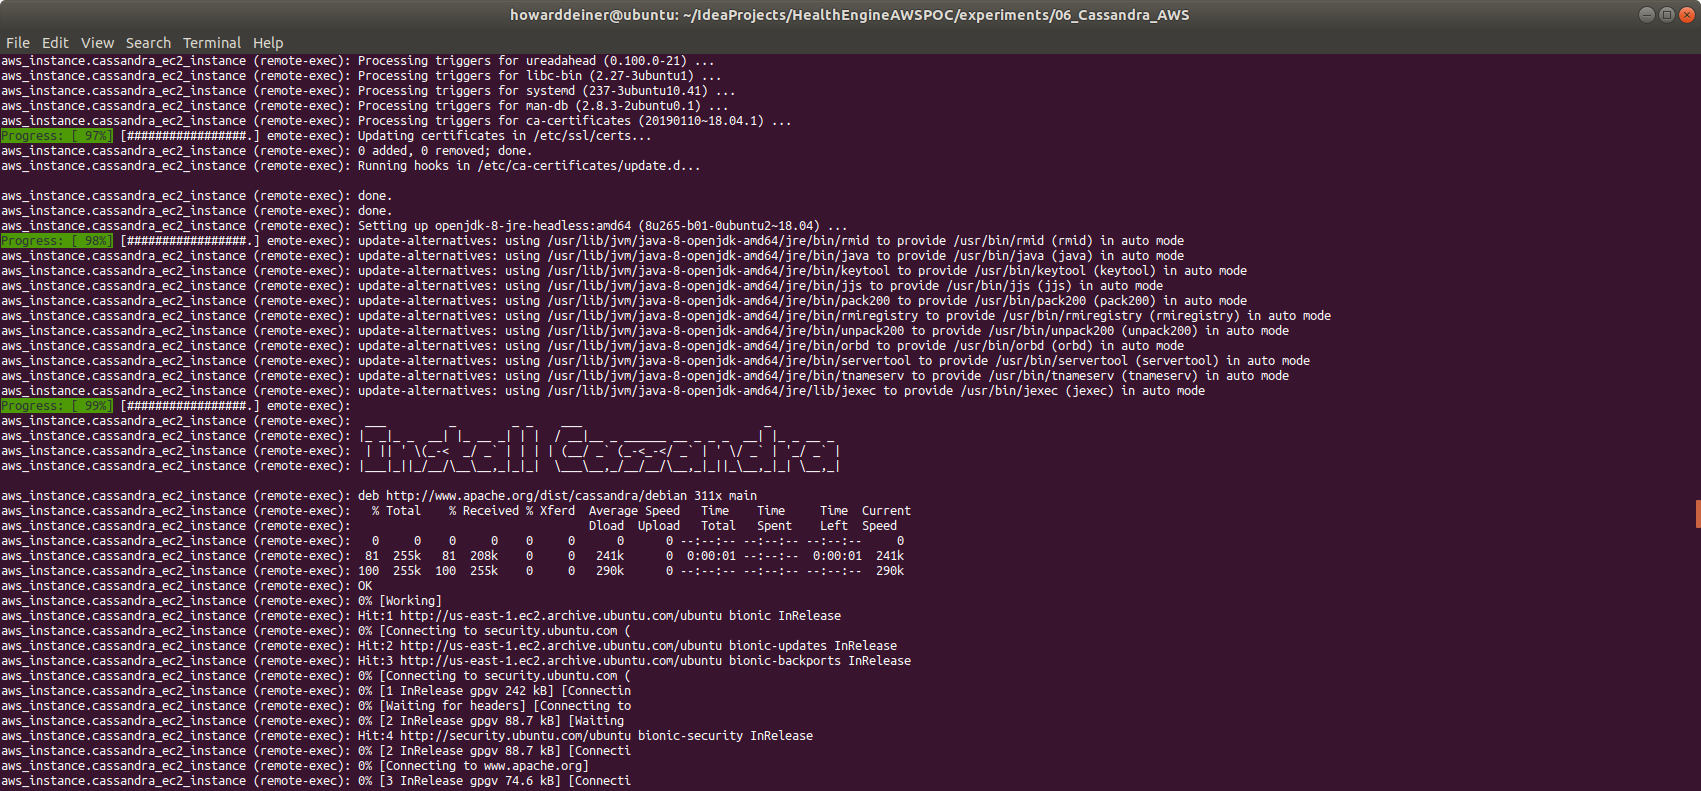 howarddeiner@ubuntu: ~/IdeaProjects/HealthEngineAWSPOC/experiments/06_Cassandra_AWS
File Edit View Search Terminal Help
aws_instance.cassandra_ec2_instance (remote-exec): Processing triggers for ureadahead (0.100.0-21) ...
aws_instance.cassandra_ec2_instance (remote-exec): Processing triggers for libc-bin (2.27-3ubuntu1) ...
aws_instance.cassandra_ec2_instance (remote-exec): Processing triggers for systemd (237-3ubuntu10.41) ...
aws_instance.cassandra_ec2_instance (remote-exec): Processing triggers for man-db (2.8.3-2ubuntu0.1) ...
aws_instance.cassandra_ec2_instance (remote-exec): Processing triggers for ca-certificates (20190110~18.04.1) ...
Progress: [ 97%] [#################.] emote-exec): Updating certificates in /etc/ssl/certs...
aws_instance.cassandra_ec2_instance (remote-exec): 0 added, 0 removed; done.
aws_instance.cassandra_ec2_instance (remote-exec): Running hooks in /etc/ca-certificates/update.d...
aws_instance.cassandra_ec2_instance (remote-exec): done.
aws_instance.cassandra_ec2_instance (remote-exec): done.
aws_instance.cassandra_ec2_instance (remote-exec): Setting up openjdk-8-jre-headless:amd64 (8u265-b01-0ubuntu2~18.04) ...
Progress: [ 98%] [#################.] emote-exec): update-alternatives: using /usr/lib/jvm/java-8-openjdk-amd64/jre/bin/rmid to provide /usr/bin/rmid (rmid) in auto mode
aws_instance.cassandra_ec2_instance (remote-exec): update-alternatives: using /usr/lib/jvm/java-8-openjdk-amd64/jre/bin/java to provide /usr/bin/java (java) in auto mode
aws_instance.cassandra_ec2_instance (remote-exec): update-alternatives: using /usr/lib/jvm/java-8-openjdk-amd64/jre/bin/keytool to provide /usr/bin/keytool (keytool) in auto mode
aws_instance.cassandra_ec2_instance (remote-exec): update-alternatives: using /usr/lib/jvm/java-8-openjdk-amd64/jre/bin/jjs to provide /usr/bin/jjs (jjs) in auto mode
aws_instance.cassandra_ec2_instance (remote-exec): update-alternatives: using /usr/lib/jvm/java-8-openjdk-amd64/jre/bin/pack200 to provide /usr/bin/pack200 (pack200) in auto mode
aws_instance.cassandra_ec2_instance (remote-exec): update-alternatives: using /usr/lib/jvm/java-8-openjdk-amd64/jre/bin/rmiregistry to provide /usr/bin/rmiregistry (rmiregistry) in auto mode
aws_instance.cassandra_ec2_instance (remote-exec): update-alternatives: using /usr/lib/jvm/java-8-openjdk-amd64/jre/bin/unpack200 to provide /usr/bin/unpack200 (unpack200) in auto mode
aws_instance.cassandra_ec2_instance (remote-exec): update-alternatives: using /usr/lib/jvm/java-8-openjdk-amd64/jre/bin/orbd to provide /usr/bin/orbd (orbd) in auto mode
aws_instance.cassandra_ec2_instance (remote-exec): update-alternatives: using /usr/lib/jvm/java-8-openjdk-amd64/jre/bin/servertool to provide /usr/bin/servertool (servertool) in auto mode
aws_instance.cassandra_ec2_instance (remote-exec): update-alternatives: using /usr/lib/jvm/java-8-openjdk-amd64/jre/bin/tnameserv to provide /usr/bin/tnameserv (tnameserv) in auto mode
aws_instance.cassandra_ec2_instance (remote-exec): update-alternatives: using /usr/lib/jvm/java-8-openjdk-amd64/jre/lib/jexec to provide /usr/bin/jexec (jexec) in auto mode
Progress: [ 99%] [#################.] emote-exec):
aws_instance.cassandra_ec2_instance (remote-exec):  ___         _        _ _    ___                          _
aws_instance.cassandra_ec2_instance (remote-exec): |_ _|_ _  __| |_ __ _| | |  / __|__ _ ______ __ _ _ _  __| |_ _ __ _
aws_instance.cassandra_ec2_instance (remote-exec):  | || ' \(_-<  _/ _` | | | | (__/ _` (_-<_-</ _` | ' \/ _` | '_/ _` |
aws_instance.cassandra_ec2_instance (remote-exec): |___|_||_/__/\__\__,_|_|_|  \___\__,_/__/__/\__,_|_||_\__,_|_| \__,_|
aws_instance.cassandra_ec2_instance (remote-exec): deb http://www.apache.org/dist/cassandra/debian 311x main
aws_instance.cassandra_ec2_instance (remote-exec):   % Total    % Received % Xferd  Average Speed   Time    Time     Time  Current
aws_instance.cassandra_ec2_instance (remote-exec):                                  Dload  Upload   Total   Spent    Left  Speed
aws_instance.cassandra_ec2_instance (remote-exec):   0     0    0     0    0     0      0      0 --:--:-- --:--:-- --:--:--     0
aws_instance.cassandra_ec2_instance (remote-exec):  81  255k   81  208k    0     0   241k      0  0:00:01 --:--:--  0:00:01  241k
aws_instance.cassandra_ec2_instance (remote-exec): 100  255k  100  255k    0     0   290k      0 --:--:-- --:--:-- --:--:--  290k
aws_instance.cassandra_ec2_instance (remote-exec): OK
aws_instance.cassandra_ec2_instance (remote-exec): 0% [Working]
aws_instance.cassandra_ec2_instance (remote-exec): Hit:1 http://us-east-1.ec2.archive.ubuntu.com/ubuntu bionic InRelease
aws_instance.cassandra_ec2_instance (remote-exec): 0% [Connecting to security.ubuntu.com (
aws_instance.cassandra_ec2_instance (remote-exec): Hit:2 http://us-east-1.ec2.archive.ubuntu.com/ubuntu bionic-updates InRelease
aws_instance.cassandra_ec2_instance (remote-exec): Hit:3 http://us-east-1.ec2.archive.ubuntu.com/ubuntu bionic-backports InRelease
aws_instance.cassandra_ec2_instance (remote-exec): 0% [Connecting to security.ubuntu.com (
aws_instance.cassandra_ec2_instance (remote-exec): 0% [1 InRelease gpgv 242 kB] [Connectin
aws_instance.cassandra_ec2_instance (remote-exec): 0% [Waiting for headers] [Connecting to
aws_instance.cassandra_ec2_instance (remote-exec): 0% [2 InRelease gpgv 88.7 kB] [Waiting
aws_instance.cassandra_ec2_instance (remote-exec): Hit:4 http://security.ubuntu.com/ubuntu bionic-security InRelease
aws_instance.cassandra_ec2_instance (remote-exec): 0% [2 InRelease gpgv 88.7 kB] [Connecti
aws_instance.cassandra_ec2_instance (remote-exec): 0% [Connecting to www.apache.org]
aws_instance.cassandra_ec2_instance (remote-exec): 0% [3 InRelease gpgv 74.6 kB] [Connecti